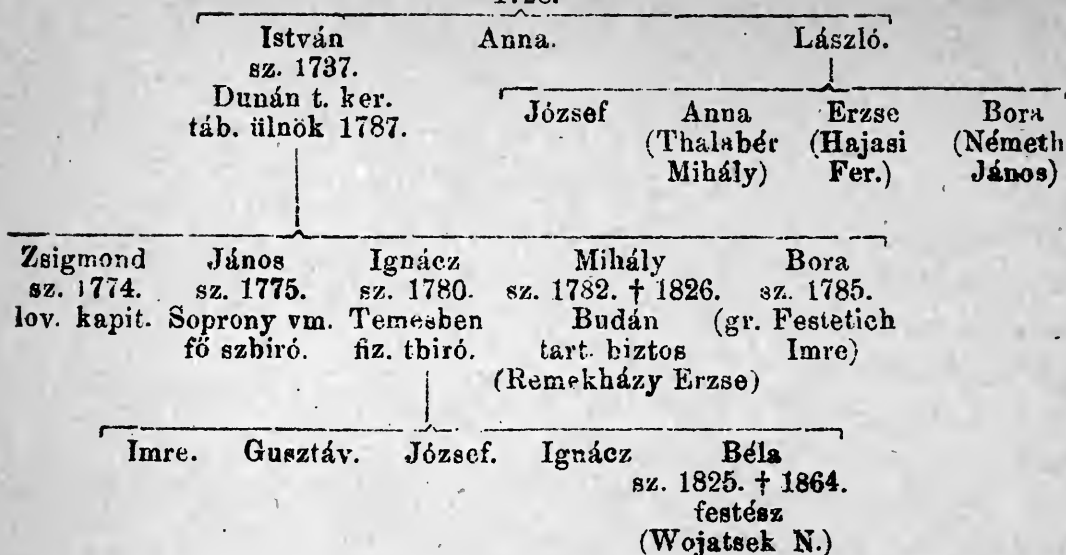 István Anna. László.
sz. 1737.
Dunán t. ker.
táb. ülnök 1787.
József Anna Erzse Bora
(Thalabér (Hajasi (Németh
Mihály) Fer.) János)
Zsigmond János Ignácz Mihály Bora
sz. 1774. sz. 1775. sz. 1780. sz. 1782. † 1826. sz. 1785.
lov. kapit. Soprony vm. Temesben Budán (gr. Festetich
fő szbíró. fiz. tbiró. tart. biztos Imre)
(Remekházy Erzse)
Imre. Gusztáv. József. Ignácz Béla
sz. 1825. † 1864.
festész
(Wojatsek N.)